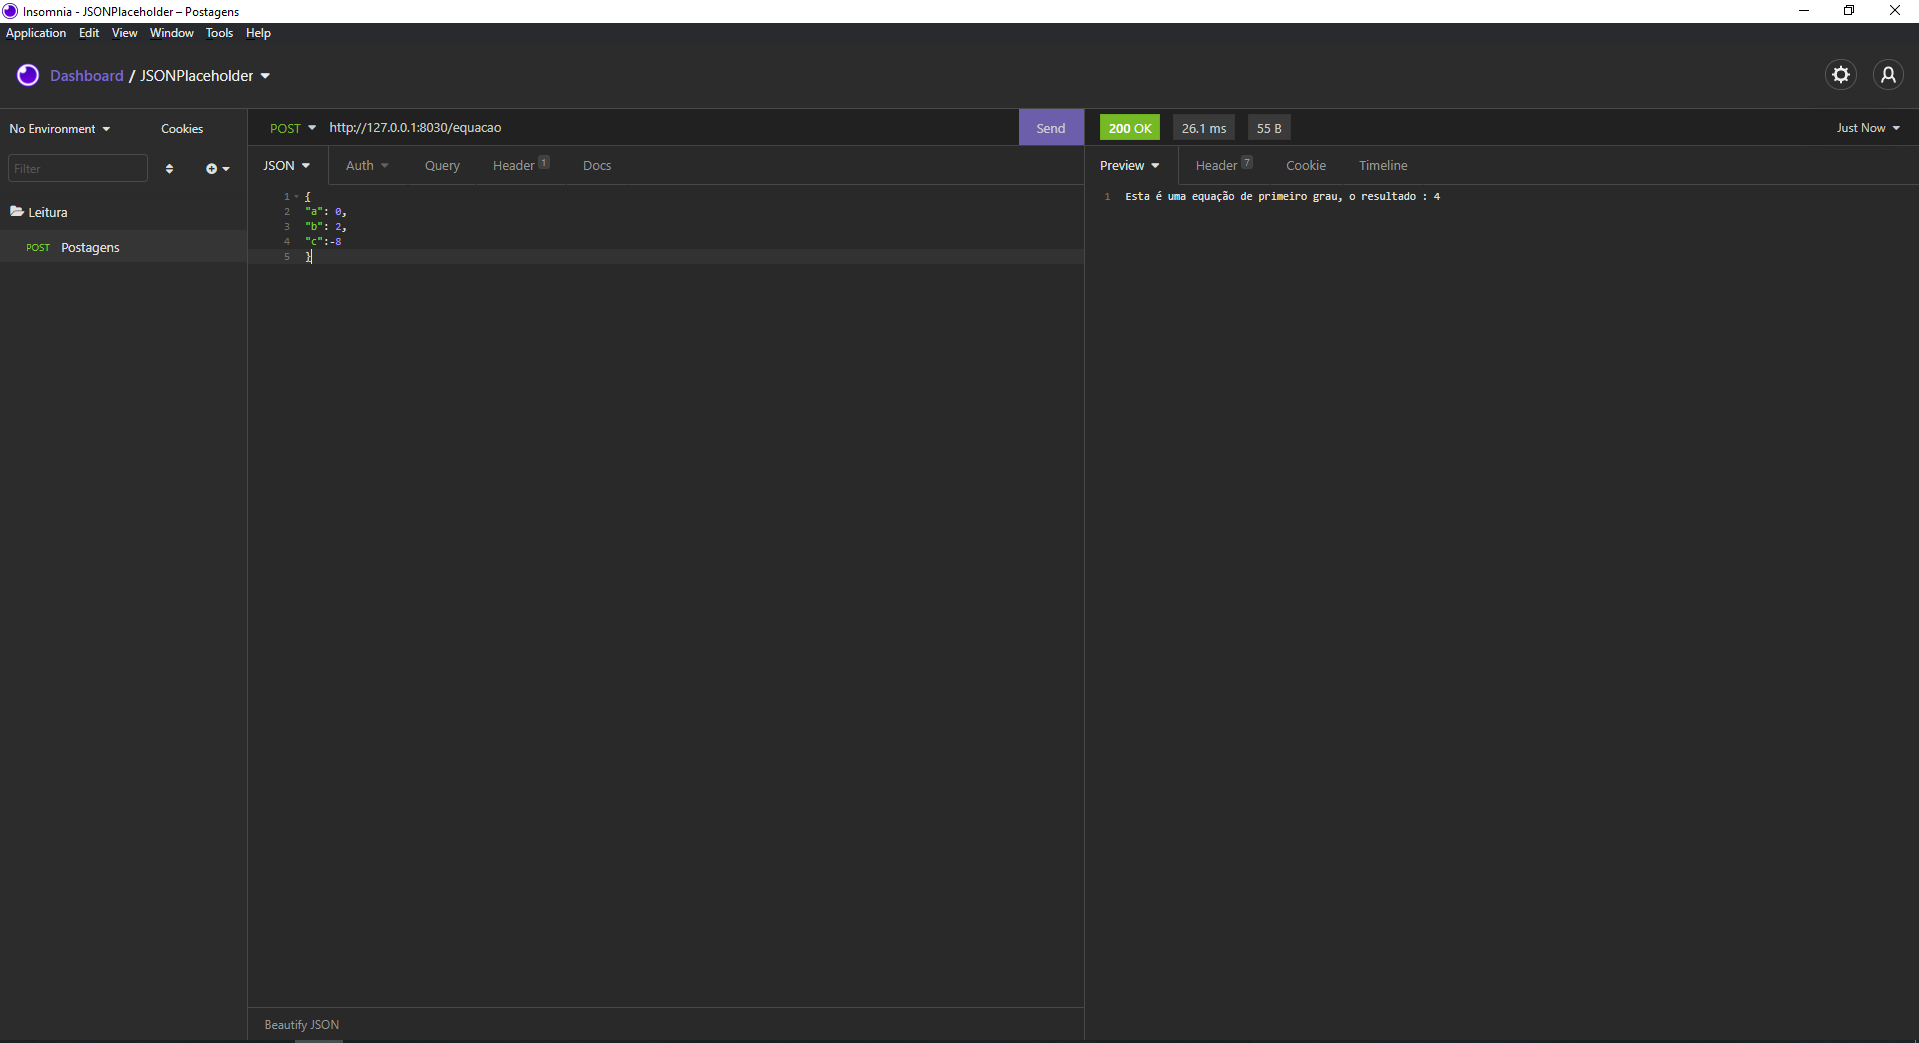 Insomnia - JSONPlaceholder – Postagens
Application Edit View Window Tools Help
Dashboard / JSONPlaceholder
No Environment Cookies
Filter
Leitura
POST Postagens
POST http://127.0.0.1:8030/equacao Send
JSON Auth Query Header 1 Docs
1 {
2 "a": 0,
3 "b": 2,
4 "c":-8
5 }
Beautify JSON
200 OK 26.1 ms 55 B Just Now
Preview Header 7 Cookie Timeline
1 Esta é uma equação de primeiro grau, o resultado : 4